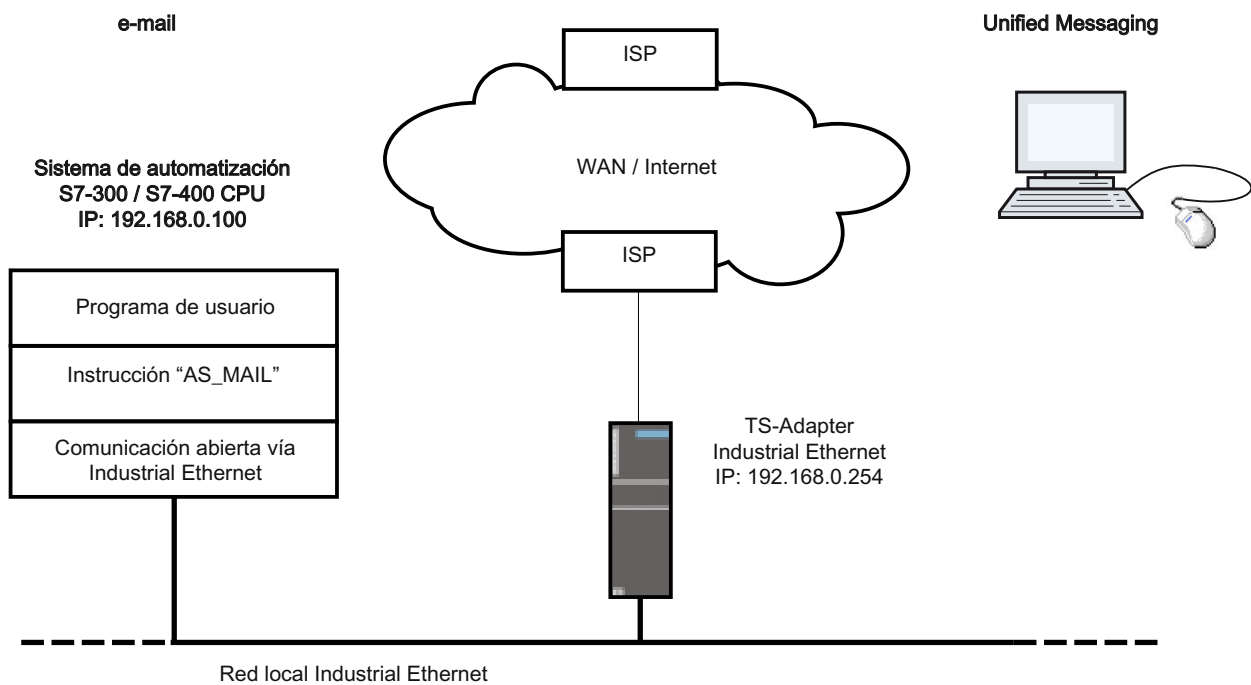 e-mail
Unified Messaging
ISP
WAN / Internet
ISP
Sistema de automatización
S7-300 / S7-400 CPU
IP: 192.168.0.100
Programa de usuario
Instrucción “AS_MAIL”
Comunicación abierta vía
Industrial Ethernet
TS-Adapter
Industrial Ethernet
IP: 192.168.0.254
Red local Industrial Ethernet